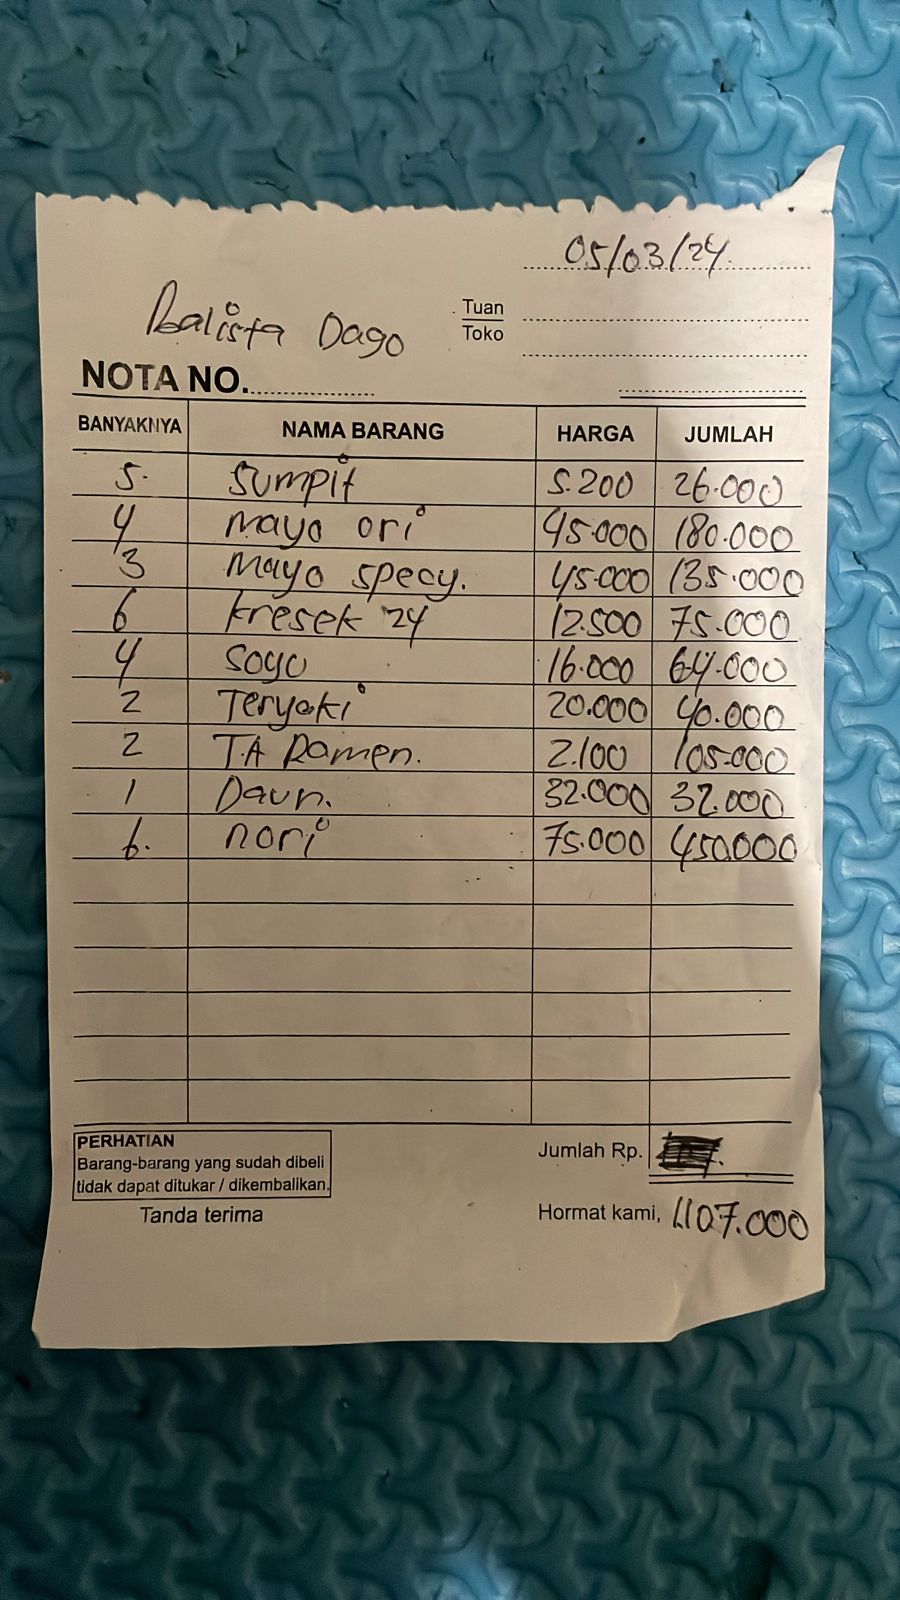 05/03/24.
Balista Dago
Tuan
Toko
NOTA NO.
BANYAKNYA NAMA BARANG HARGA JUMLAH
5. Sumpit 5.200 26.000
4 mayo ori 45.000 180.000
3 Mayo specy. 45.000 135.000
6 kresek 24 12.500 75.000
4 soyo 16.000 64.000
2 Teryaki 20.000 40.000
2 T.A Ramen. 2.100 105.000
1 Daun. 32.000 32.000
6. nori 75.000 450.000
PERHATIAN
Barang-barang yang sudah dibeli
tidak dapat ditukar / dikembalikan.
Jumlah Rp.
Tanda terima Hormat kami, 1.107.000